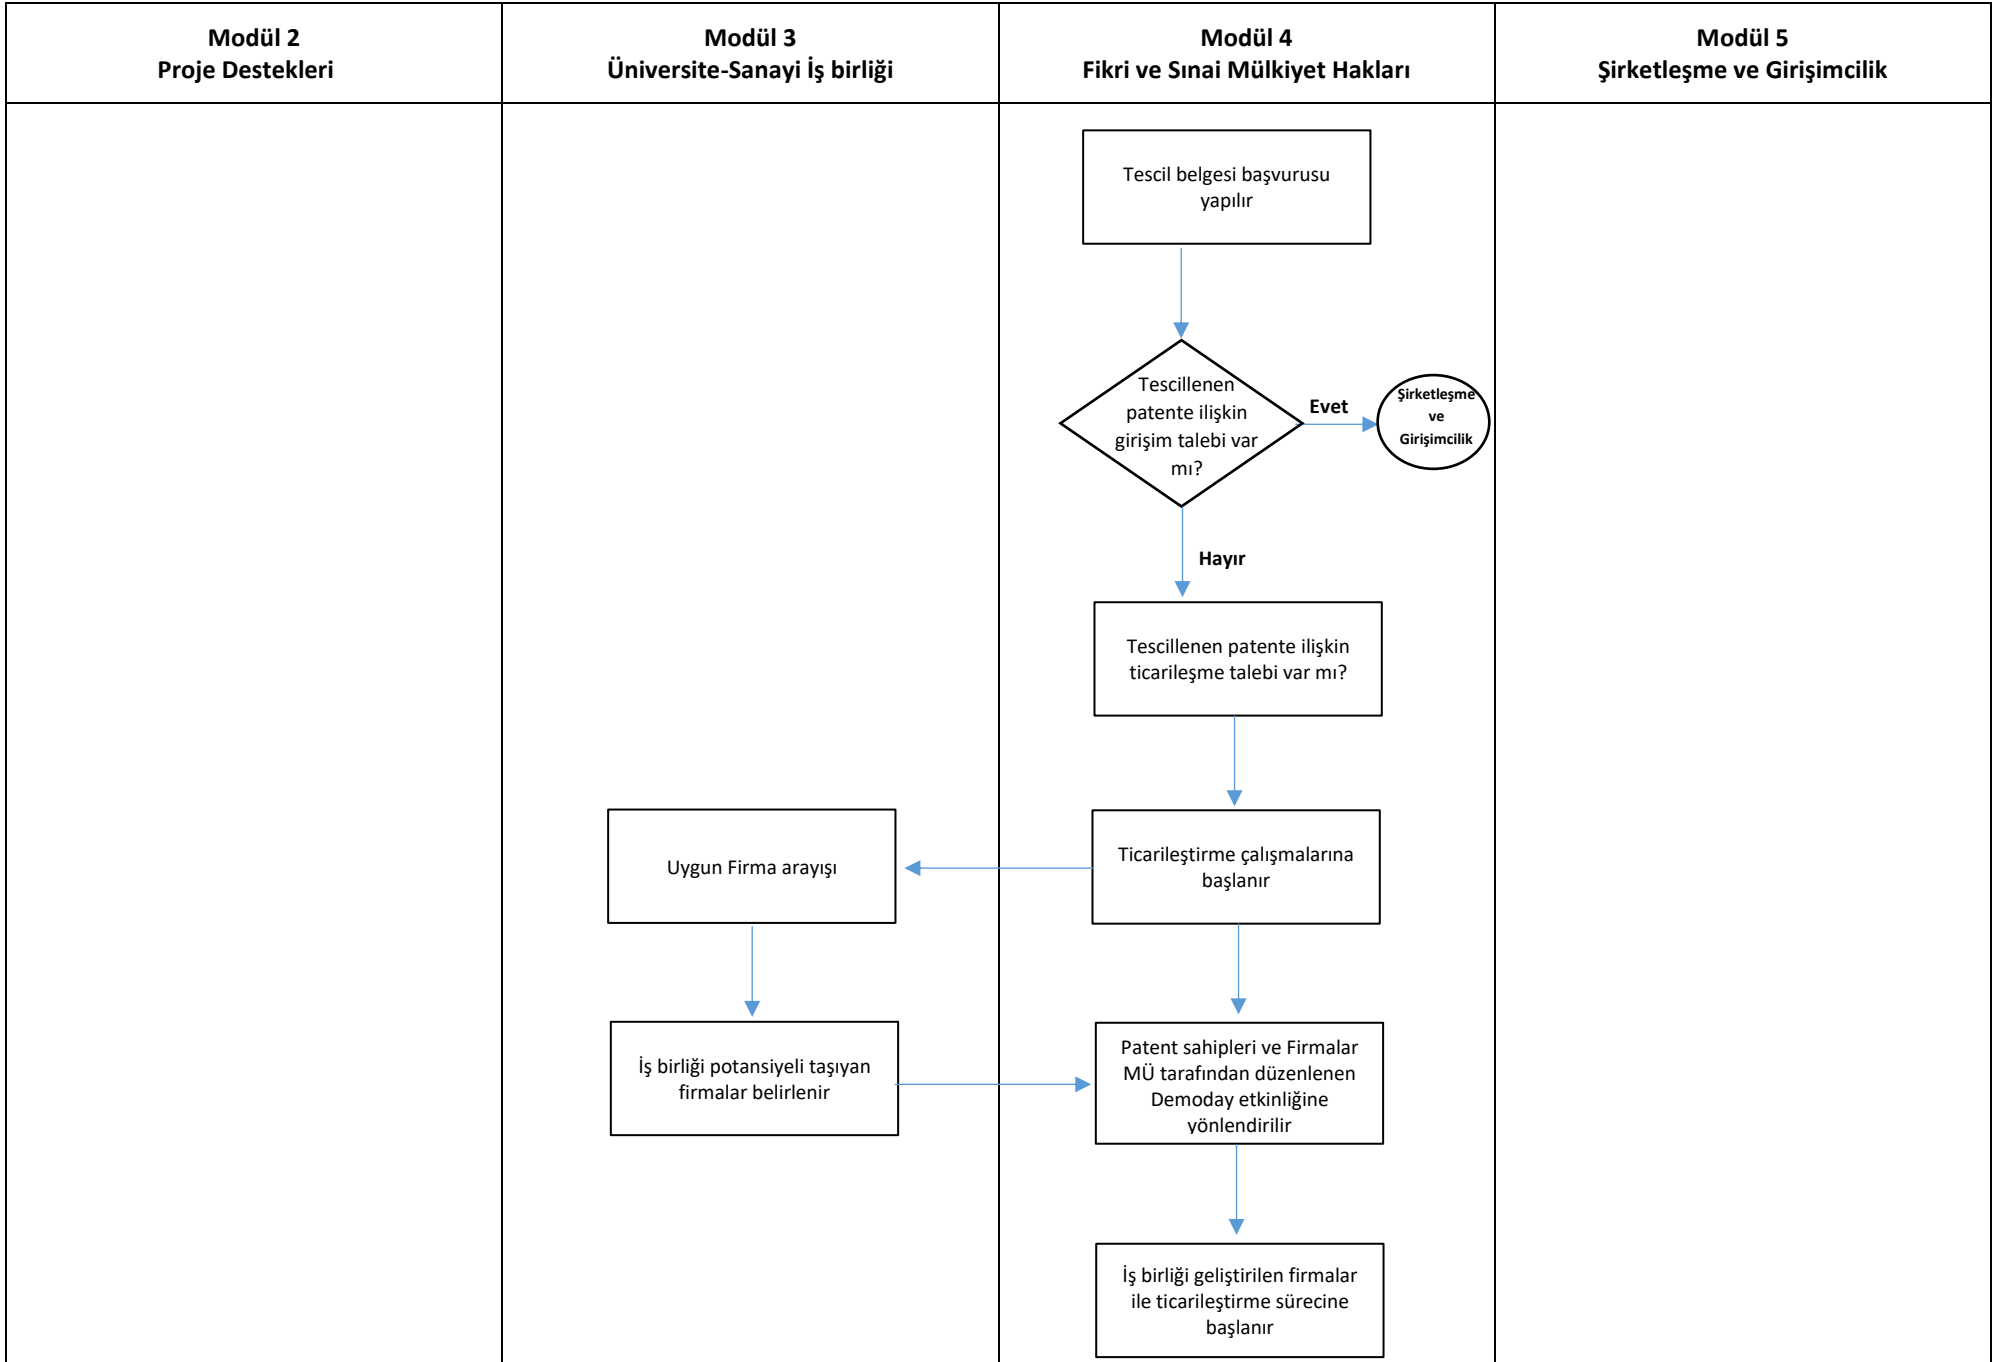 Modül 2
Proje Destekleri
Modül 3
Üniversite-Sanayi İş birliği
Modül 4
Fikri ve Sınai Mülkiyet Hakları
Modül 5
Şirketleşme ve Girişimcilik
Tescil belgesi başvurusu
yapılır
Tescillenen
patente ilişkin
girişim talebi var
mı?
Evet
Şirketleşme
ve
Girişimcilik
Hayır
Tescillenen patente ilişkin
ticarileşme talebi var mı?
Uygun Firma arayışı
Ticarileştirme çalışmalarına
başlanır
İş birliği potansiyeli taşıyan
firmalar belirlenir
Patent sahipleri ve Firmalar
MÜ tarafından düzenlenen
Demoday etkinliğine
yönlendirilir
İş birliği geliştirilen firmalar
ile ticarileştirme sürecine
başlanır